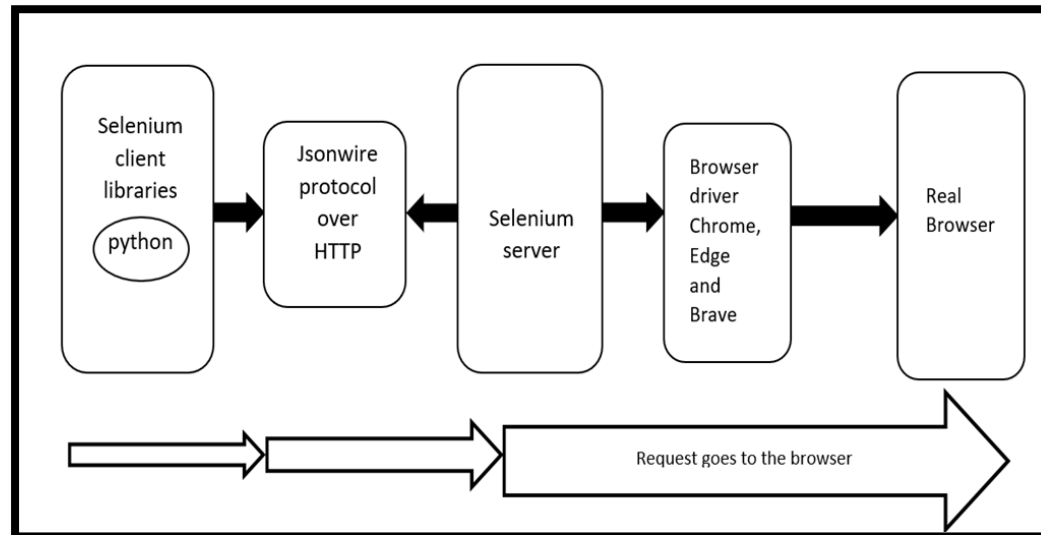 Selenium
client
libraries
python
Jsonwire
protocol
over
HTTP
Selenium
server
Browser
driver
Chrome,
Edge
and
Brave
Real
Browser
Request goes to the browser